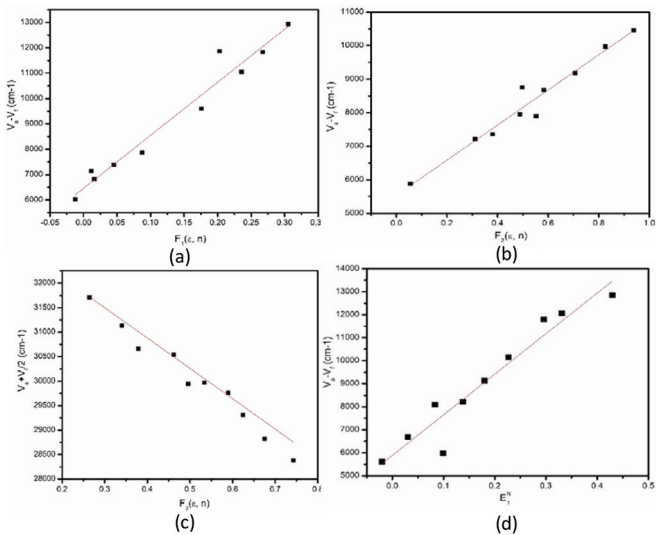 13000
12000
11000
10000
9000
8000
7000
6000
Va-Vf (cm-1)
-0.05 0.00 0.05 0.10 0.15 0.20 0.25 0.30 0.3
F1(ε, n)
(a)
11000
10000
9000
8000
7000
6000
5000
Va-Vf (cm-1)
0.0 0.2 0.4 0.6 0.8 1.0
F2(ε, n)
(b)
32000
31500
31000
30500
30000
29500
29000
28500
28000
Va+Vf/2 (cm-1)
0.2 0.3 0.4 0.5 0.6 0.7 0.8
F3(ε, n)
(c)
14000
13000
12000
11000
10000
9000
8000
7000
6000
5000
Va-Vf (cm-1)
0.0 0.1 0.2 0.3 0.4 0.5
E T N
(d)